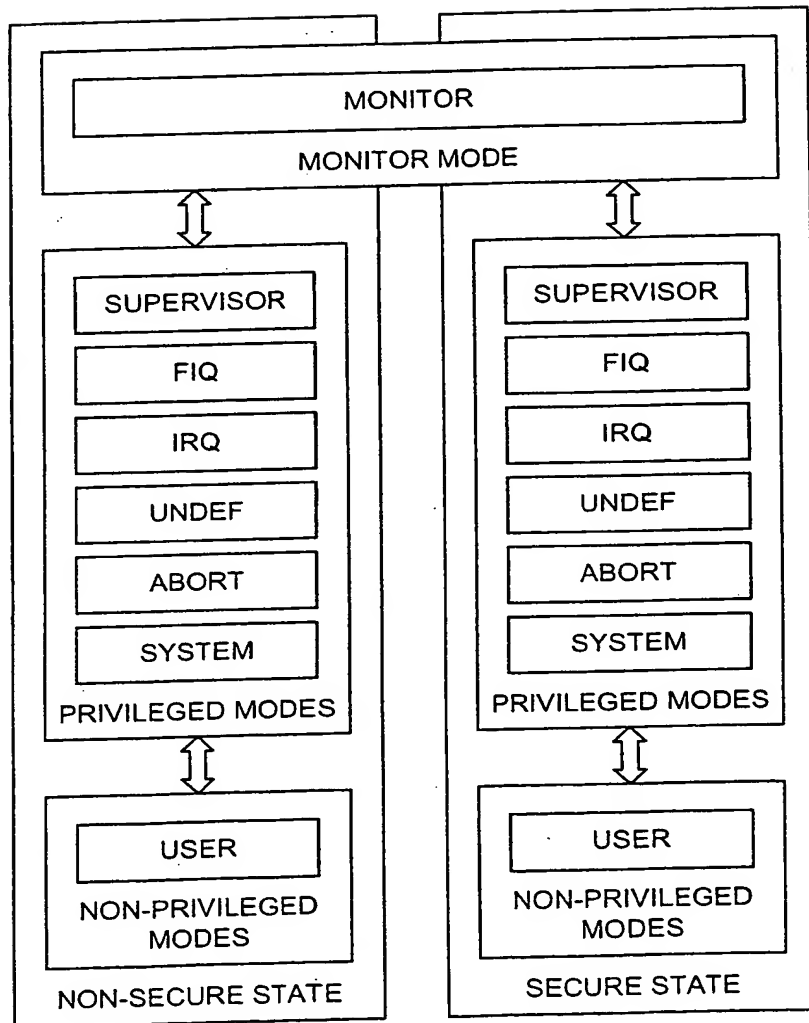 MONITOR
MONITOR MODE
SUPERVISOR
FIQ
IRQ
UNDEF
ABORT
SYSTEM
PRIVILEGED MODES
USER
NON-PRIVILEGED
MODES
NON-SECURE STATE
SUPERVISOR
FIQ
IRQ
UNDEF
ABORT
SYSTEM
PRIVILEGED MODES
USER
NON-PRIVILEGED
MODES
SECURE STATE